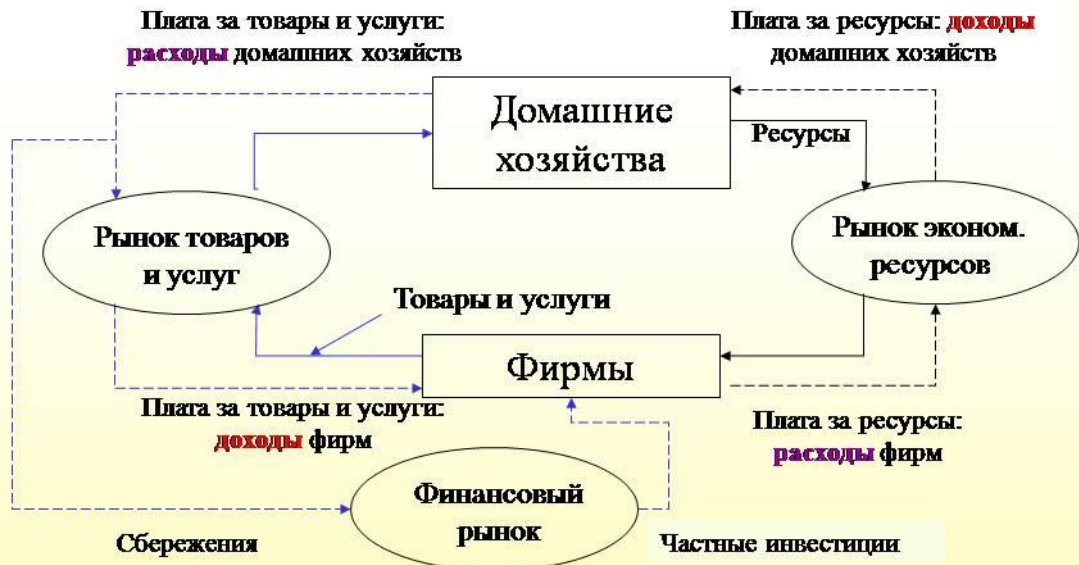 Плата за товары и услуги:
расходы домашних хозяйств
Плата за ресурсы: доходы
домашних хозяйств
Домашние
хозяйства
Ресурсы
Рынок товаров
и услуг
Рынок эконом.
ресурсов
Товары и услуги
Фирмы
Плата за товары и услуги:
доходы фирм
Плата за ресурсы:
расходы фирм
Финансовый
рынок
Сбережения
Частные инвестиции